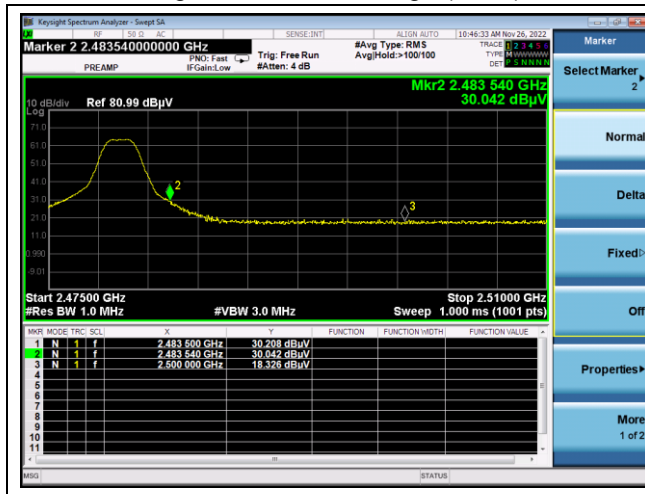 Keysight Spectrum Analyzer - Swept SA
LXI RF 50 Ω AC SENSE:INT ALIGN AUTO 10:46:33 AM Nov 26, 2022
Marker 2 2.483540000000 GHz
PREAMP
PNO: Fast
IFGain:Low
Trig: Free Run
#Atten: 4 dB
#Avg Type: RMS
Avg|Hold:>100/100
TRACE 1 2 3 4 5 6
TYPE M W W W W W
DET P S N N N N
Mkr2 2.483 540 GHz
30.042 dBµV
10 dB/div Ref 80.99 dBµV
Log
71.0
61.0
51.0
41.0
31.0
21.0
11.0
0.990
-9.01
2
3
Start 2.47500 GHz Stop 2.51000 GHz
#Res BW 1.0 MHz #VBW 3.0 MHz Sweep 1.000 ms (1001 pts)
MKR MODE TRC SCL X Y FUNCTION FUNCTION WIDTH FUNCTION VALUE
1 N 1 f 2.483 500 GHz 30.208 dBµV
2 N 1 f 2.483 540 GHz 30.042 dBµV
3 N 1 f 2.500 000 GHz 18.326 dBµV
4
5
6
7
8
9
10
11
MSG STATUS
Marker
Select Marker
2
Normal
Delta
Fixed
Off
Properties
More
1 of 2